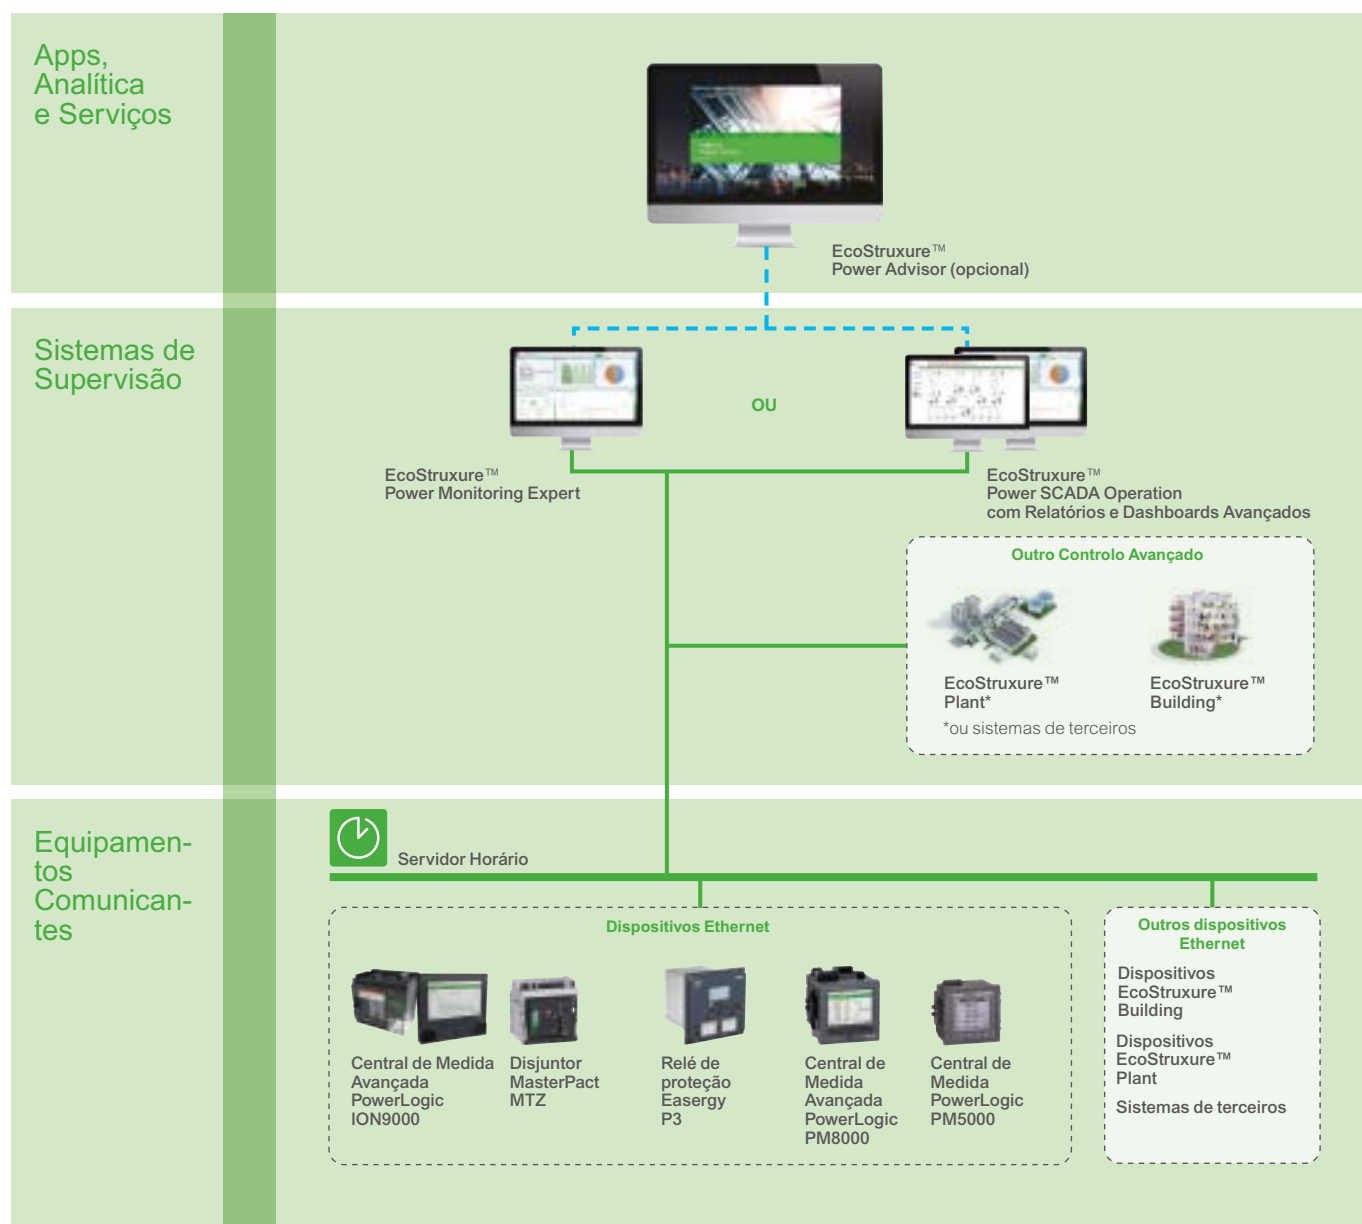 Apps,
Analítica
e Serviços
EcoStruxure™
Power Advisor (opcional)
Sistemas de
Supervisão
OU
EcoStruxure™
Power Monitoring Expert
EcoStruxure™
Power SCADA Operation
com Relatórios e Dashboards Avançados
Outro Controlo Avançado
EcoStruxure™
Plant*
EcoStruxure™
Building*
*ou sistemas de terceiros
Equipamen-
tos
Comunican-
tes
Servidor Horário
Dispositivos Ethernet
Central de Medida
Avançada
PowerLogic
ION9000
Disjuntor
MasterPact
MTZ
Relé de
proteção
Easergy
P3
Central de
Medida
Avançada
PowerLogic
PM8000
Central de
Medida
PowerLogic
PM5000
Outros dispositivos
Ethernet
Dispositivos
EcoStruxure™
Building
Dispositivos
EcoStruxure™
Plant
Sistemas de terceiros